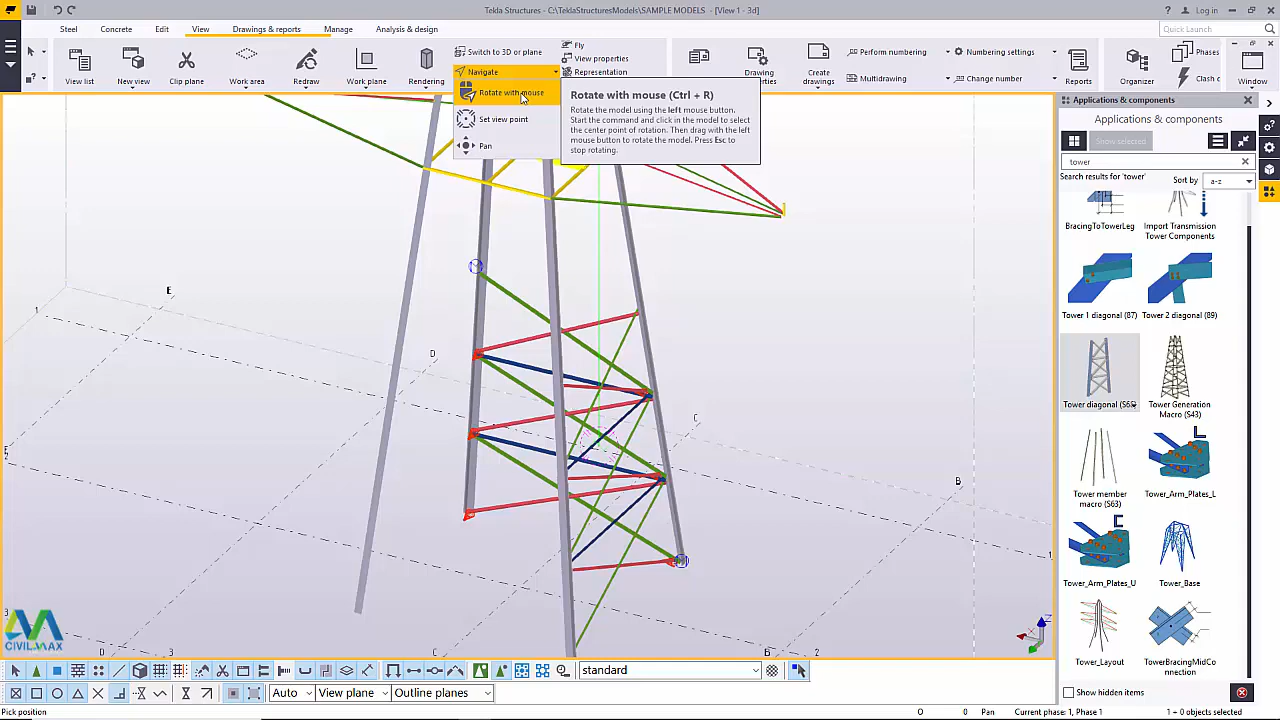 Tekla Structures - C:\TeklaStructuresModels\SAMPLE MODELS - [View 1 - 3d]
Log in
Steel
Concrete
Edit
View
Drawings & reports
Manage
Analysis & design
Quick Launch
View list
New view
Clip plane
Work area
Redraw
Work plane
Rendering
Switch to 3D or plane
Navigate
Fly
View properties
Representation
Drawing
Create drawings
Perform numbering
Multidrawing
Numbering settings
Change number
Reports
Organizer
Phases
Clash
Window
Rotate with mouse
Set view point
Pan
Rotate with mouse (Ctrl + R)
Rotate the model using the left mouse button.
Start the command and click in the model to select
the center point of rotation. Then drag with the left
mouse button to rotate the model. Press Esc to
stop rotating.
Applications & components
Applications & components
Show selected
tower
Search results for 'tower'
Sort by
a-z
BracingToTowerLeg
Import Transmission
Tower Components
Tower 1 diagonal (87)
Tower 2 diagonal (89)
Tower Generation
Macro (S43)
Tower member
macro (S63)
Tower_Arm_Plates_L
Tower_Arm_Plates_U
Tower_Base
Tower_Layout
TowerBracingMidCo
nnection
Show hidden items
E
D
C
B
1
1
3
D
3
2
Z
CIVILMAX
standard
Auto
View plane
Outline planes
Pick position
O
0
Pan
Current phase: 1, Phase 1
1 + 0 objects selected